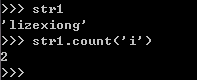 >>> str1
'lizexiong'
>>> str1.count('i')
2
>>>